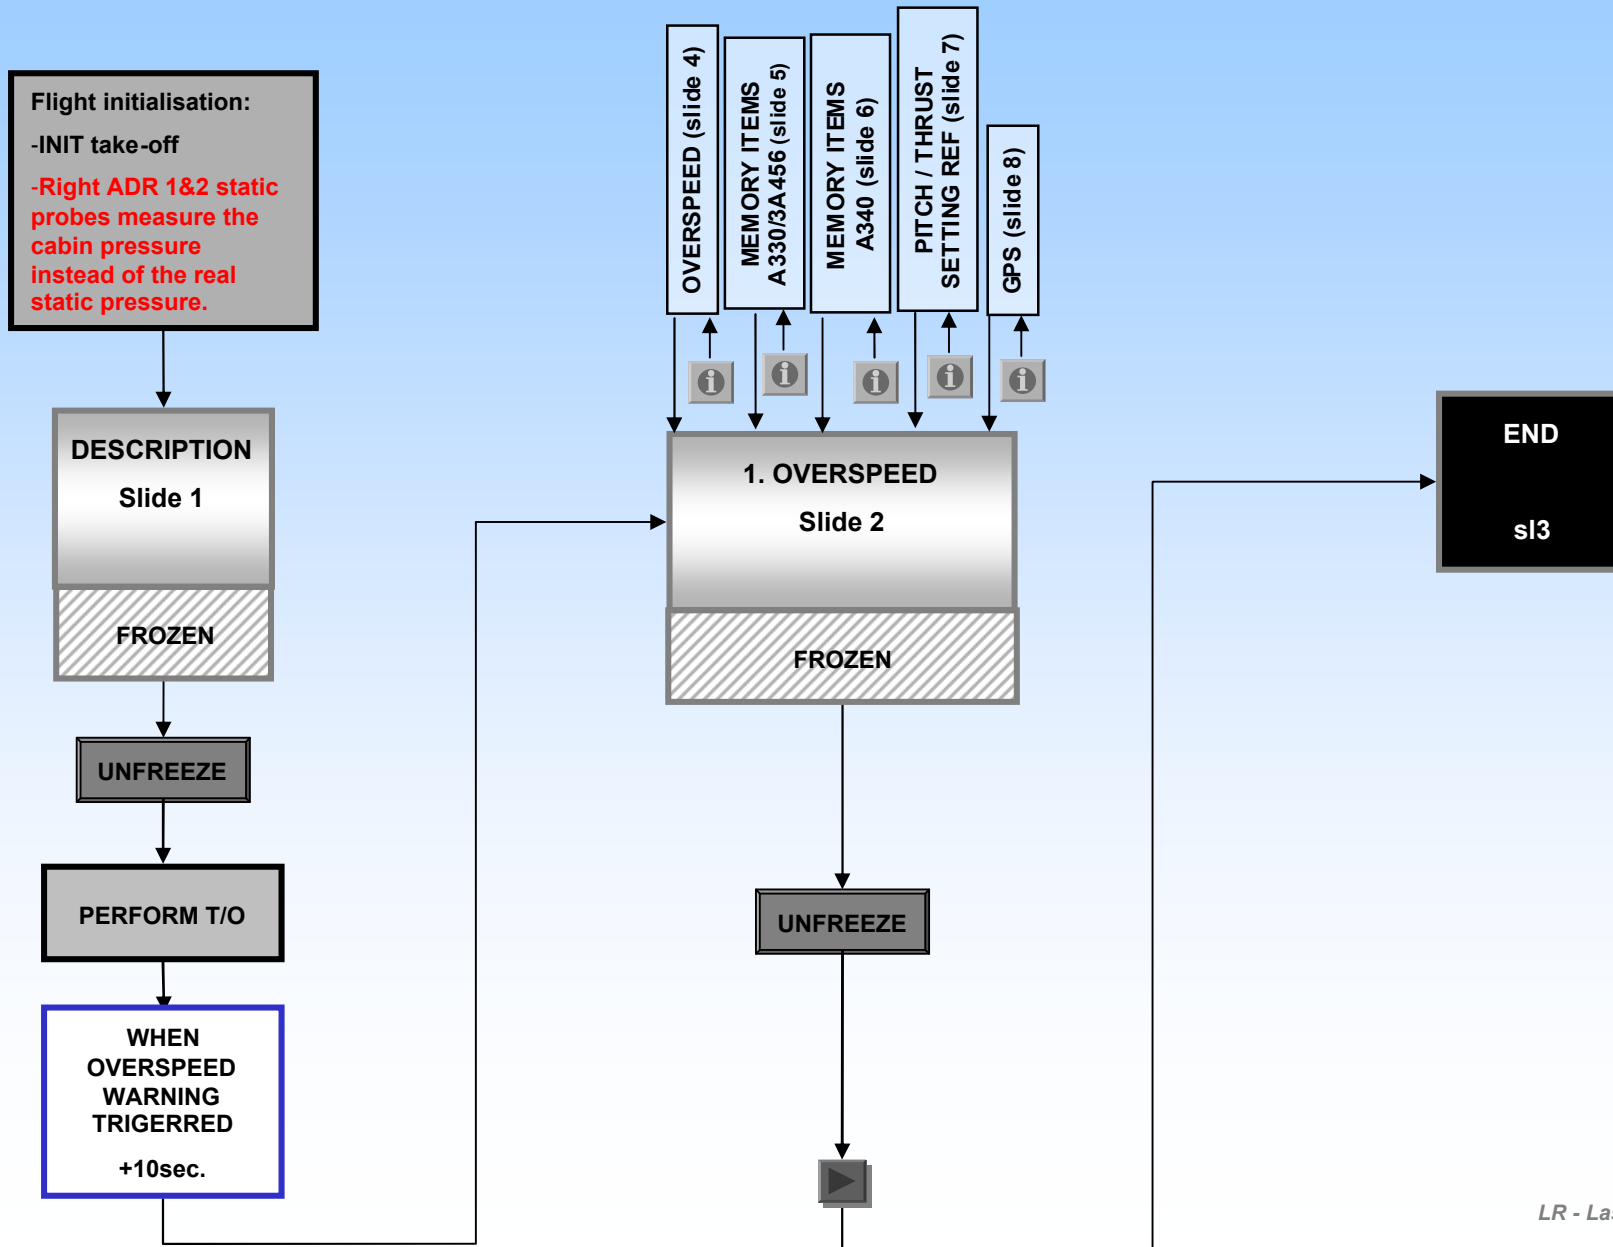 Flight initialisation:
-INIT take-off
-Right ADR 1&2 static
probes measure the
cabin pressure
instead of the real
static pressure.
DESCRIPTION
Slide 1
FROZEN
UNFREEZE
PERFORM T/O
WHEN
OVERSPEED
WARNING
TRIGERRED
+10sec.
OVERSPEED (slide 4)
MEMORY ITEMS
A330/3A456 (slide 5)
MEMORY ITEMS
A340 (slide 6)
PITCH / THRUST
SETTING REF (slide 7)
GPS (slide 8)
1. OVERSPEED
Slide 2
FROZEN
UNFREEZE
END
sl3
LR - Las